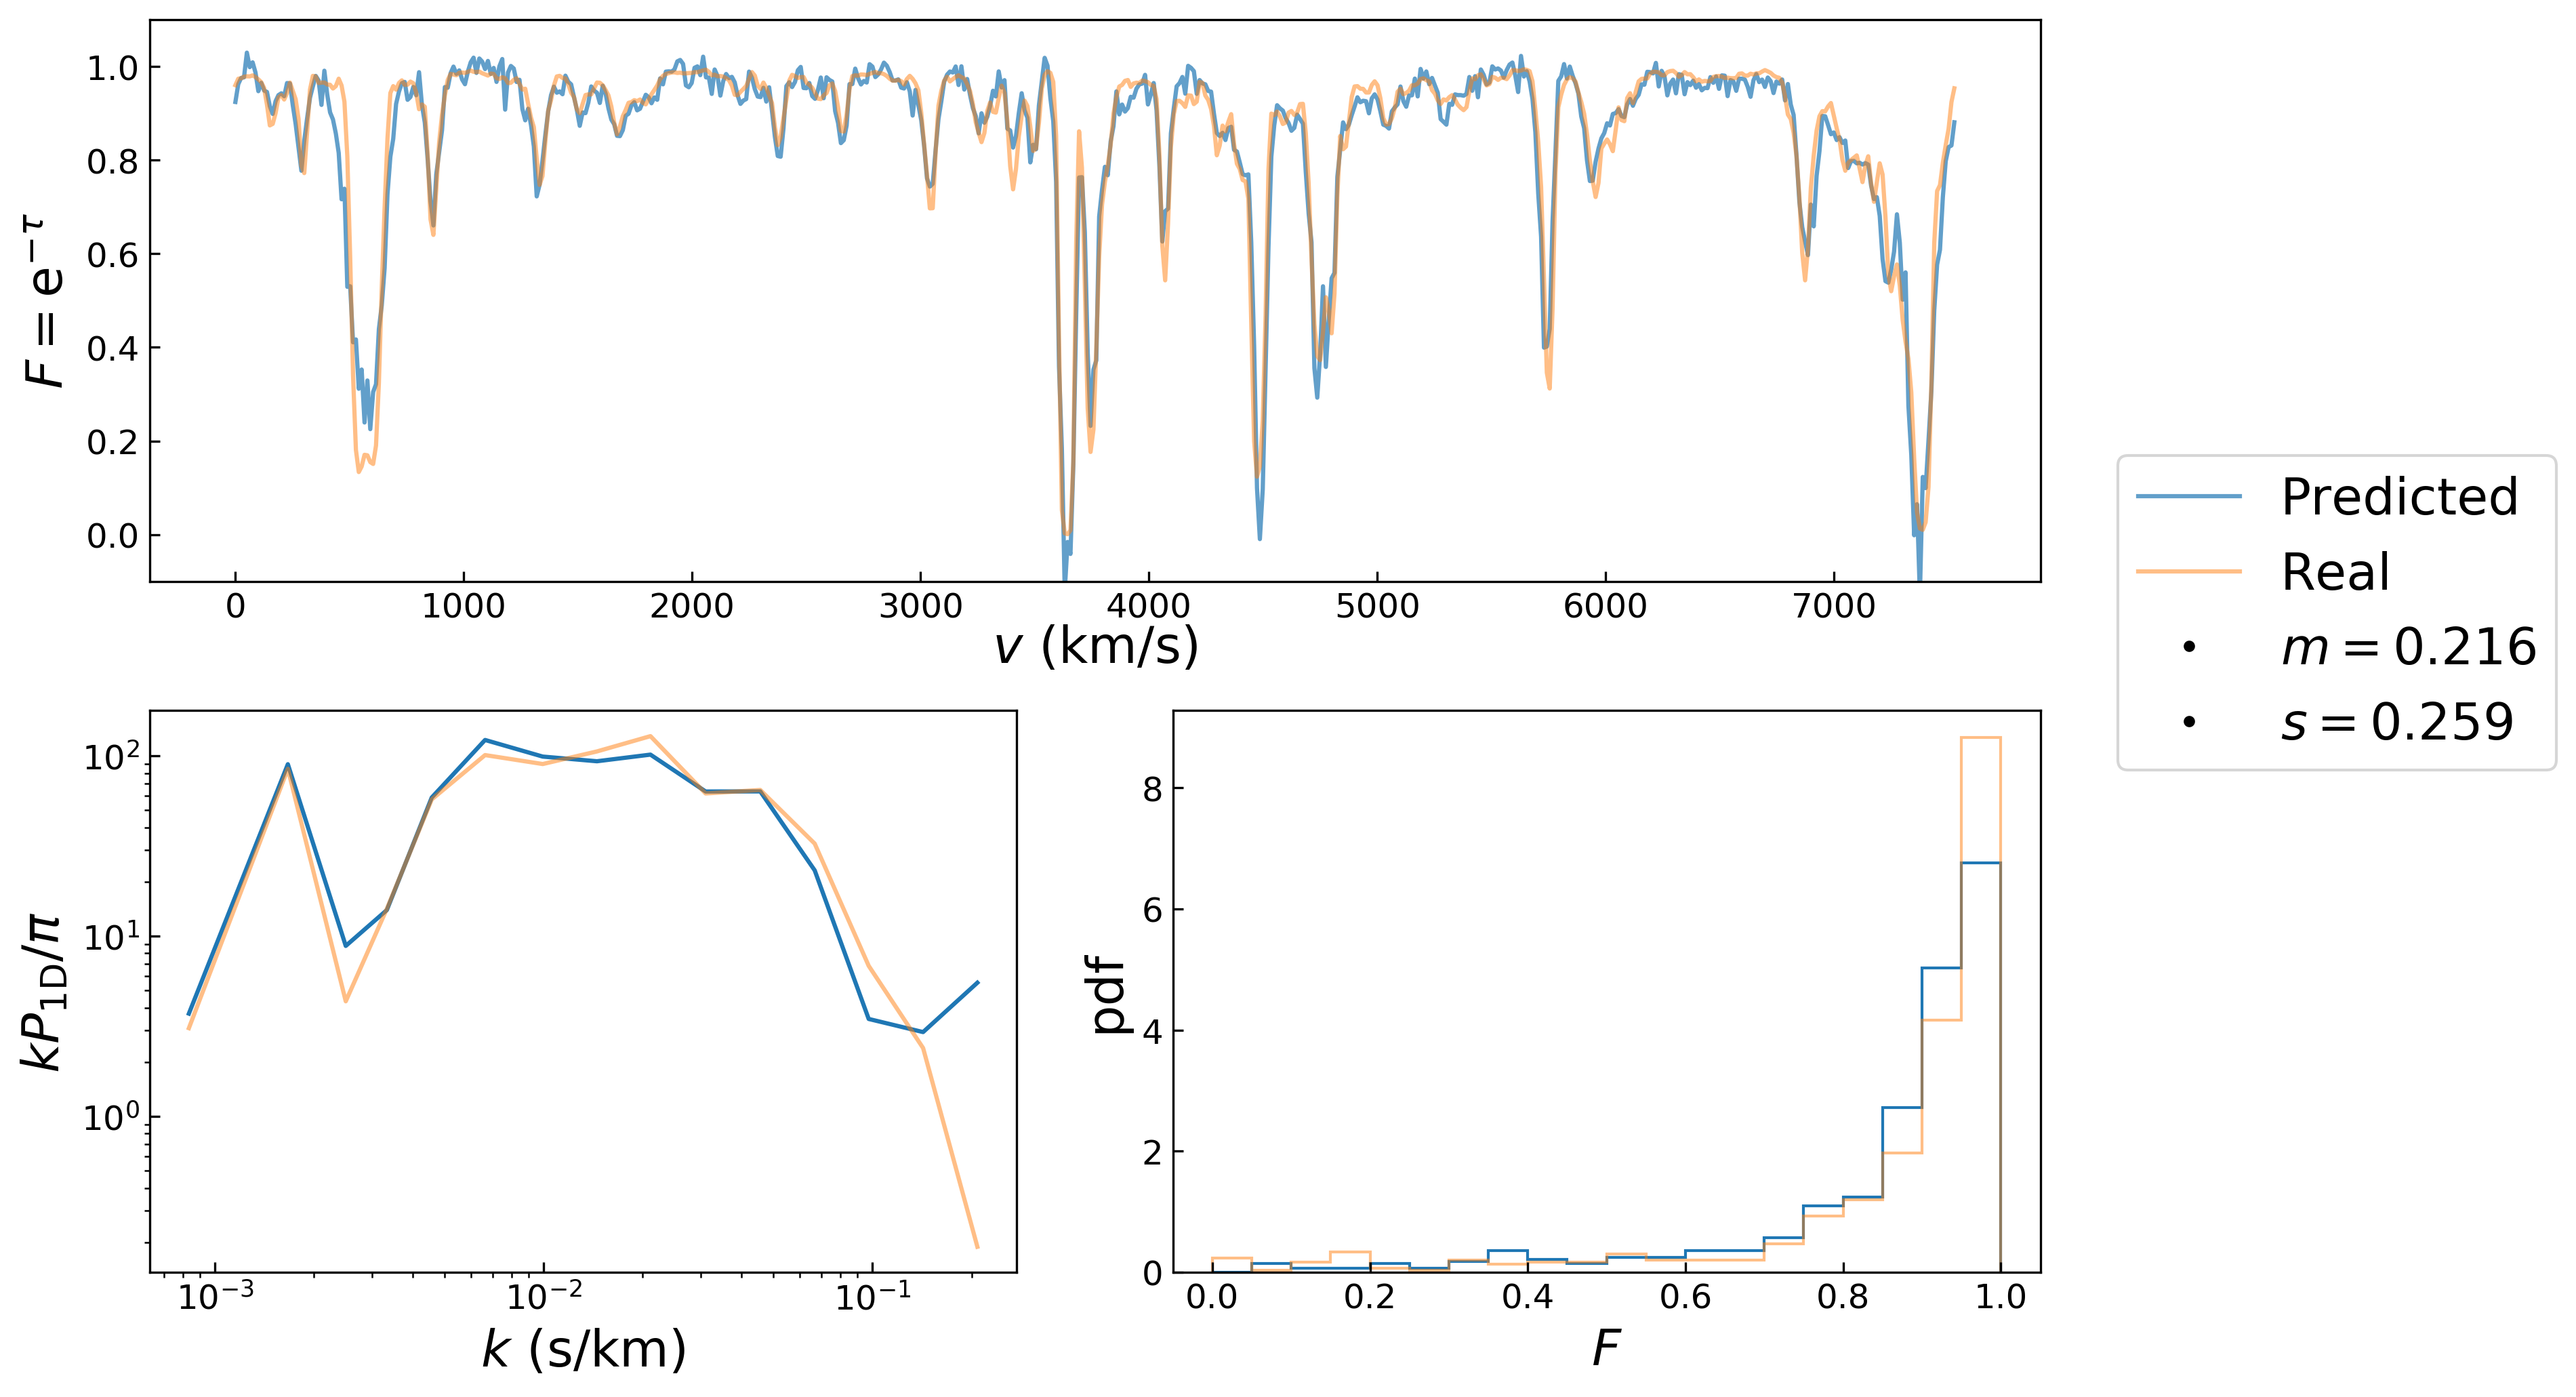 1.0
0.8
0.6
0.4
0.2
0.0
F = e^{−τ}
0 1000 2000 3000 4000 5000 6000 7000
v (km/s)
Predicted
Real
m = 0.216
s = 0.259
10^2
10^1
10^0
kP_{1D}/π
10^{−3} 10^{−2} 10^{−1}
k (s/km)
8
6
4
2
0
pdf
0.0 0.2 0.4 0.6 0.8 1.0
F